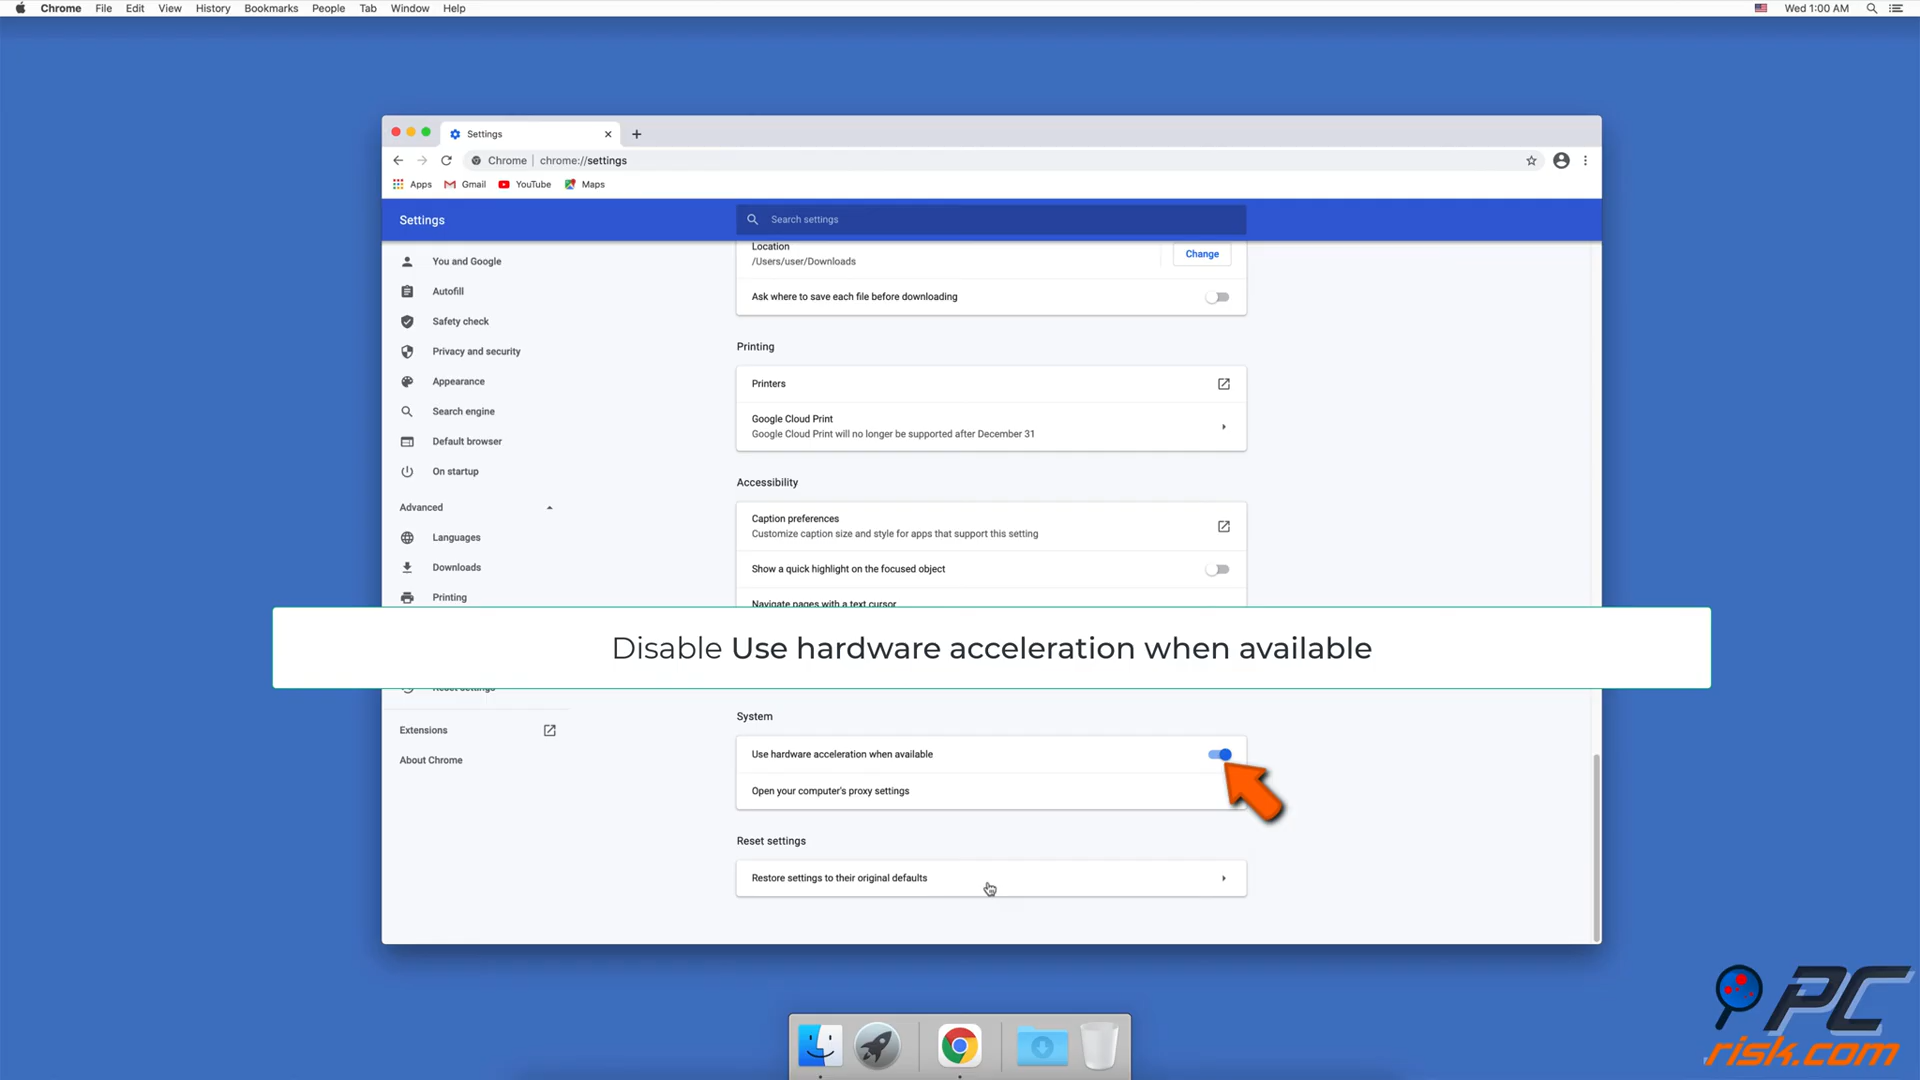 Chrome File Edit View History Bookmarks People Tab Window Help
Wed 1:00 AM
Settings
Chrome | chrome://settings
Apps Gmail YouTube Maps
Settings
Search settings
You and Google
Autofill
Safety check
Privacy and security
Appearance
Search engine
Default browser
On startup
Advanced
Languages
Downloads
Printing
Reset settings
Extensions
About Chrome
Location
/Users/user/Downloads
Change
Ask where to save each file before downloading
Printing
Printers
Google Cloud Print
Google Cloud Print will no longer be supported after December 31
Accessibility
Caption preferences
Customize caption size and style for apps that support this setting
Show a quick highlight on the focused object
Navigate pages with a text cursor
Disable Use hardware acceleration when available
System
Use hardware acceleration when available
Open your computer's proxy settings
Reset settings
Restore settings to their original defaults
PC
risk.com